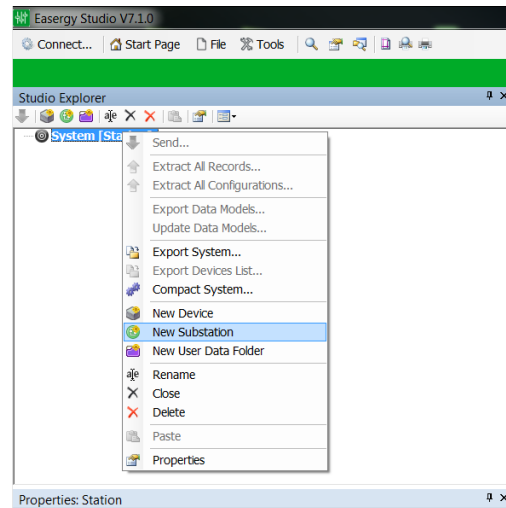 Easergy Studio V7.1.0
Connect... Start Page File Tools
Studio Explorer
System [Sta
Send...
Extract All Records...
Extract All Configurations...
Export Data Models...
Update Data Models...
Export System...
Export Devices List...
Compact System...
New Device
New Substation
New User Data Folder
Rename
Close
Delete
Paste
Properties
Properties: Station